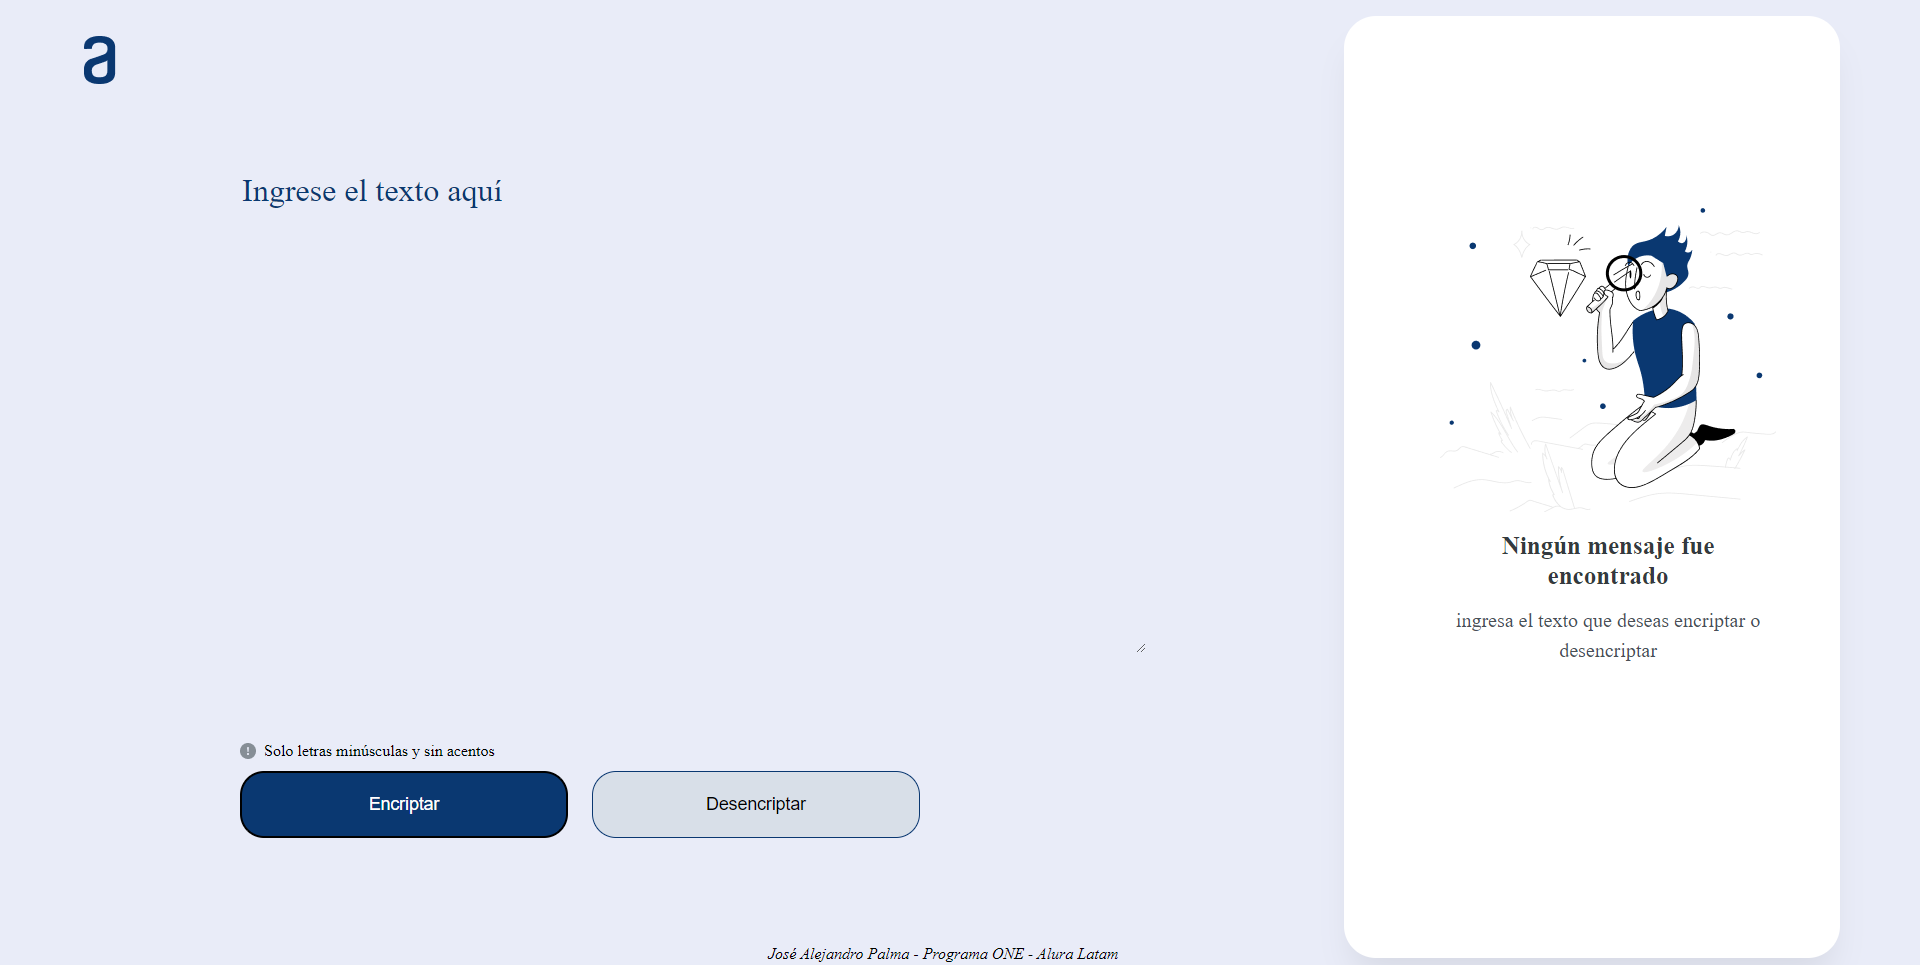 a
Ingrese el texto aquí
Solo letras minúsculas y sin acentos
Encriptar
Desencriptar
Ningún mensaje fue
encontrado
ingresa el texto que deseas encriptar o
desencriptar
José Alejandro Palma - Programa ONE - Alura Latam